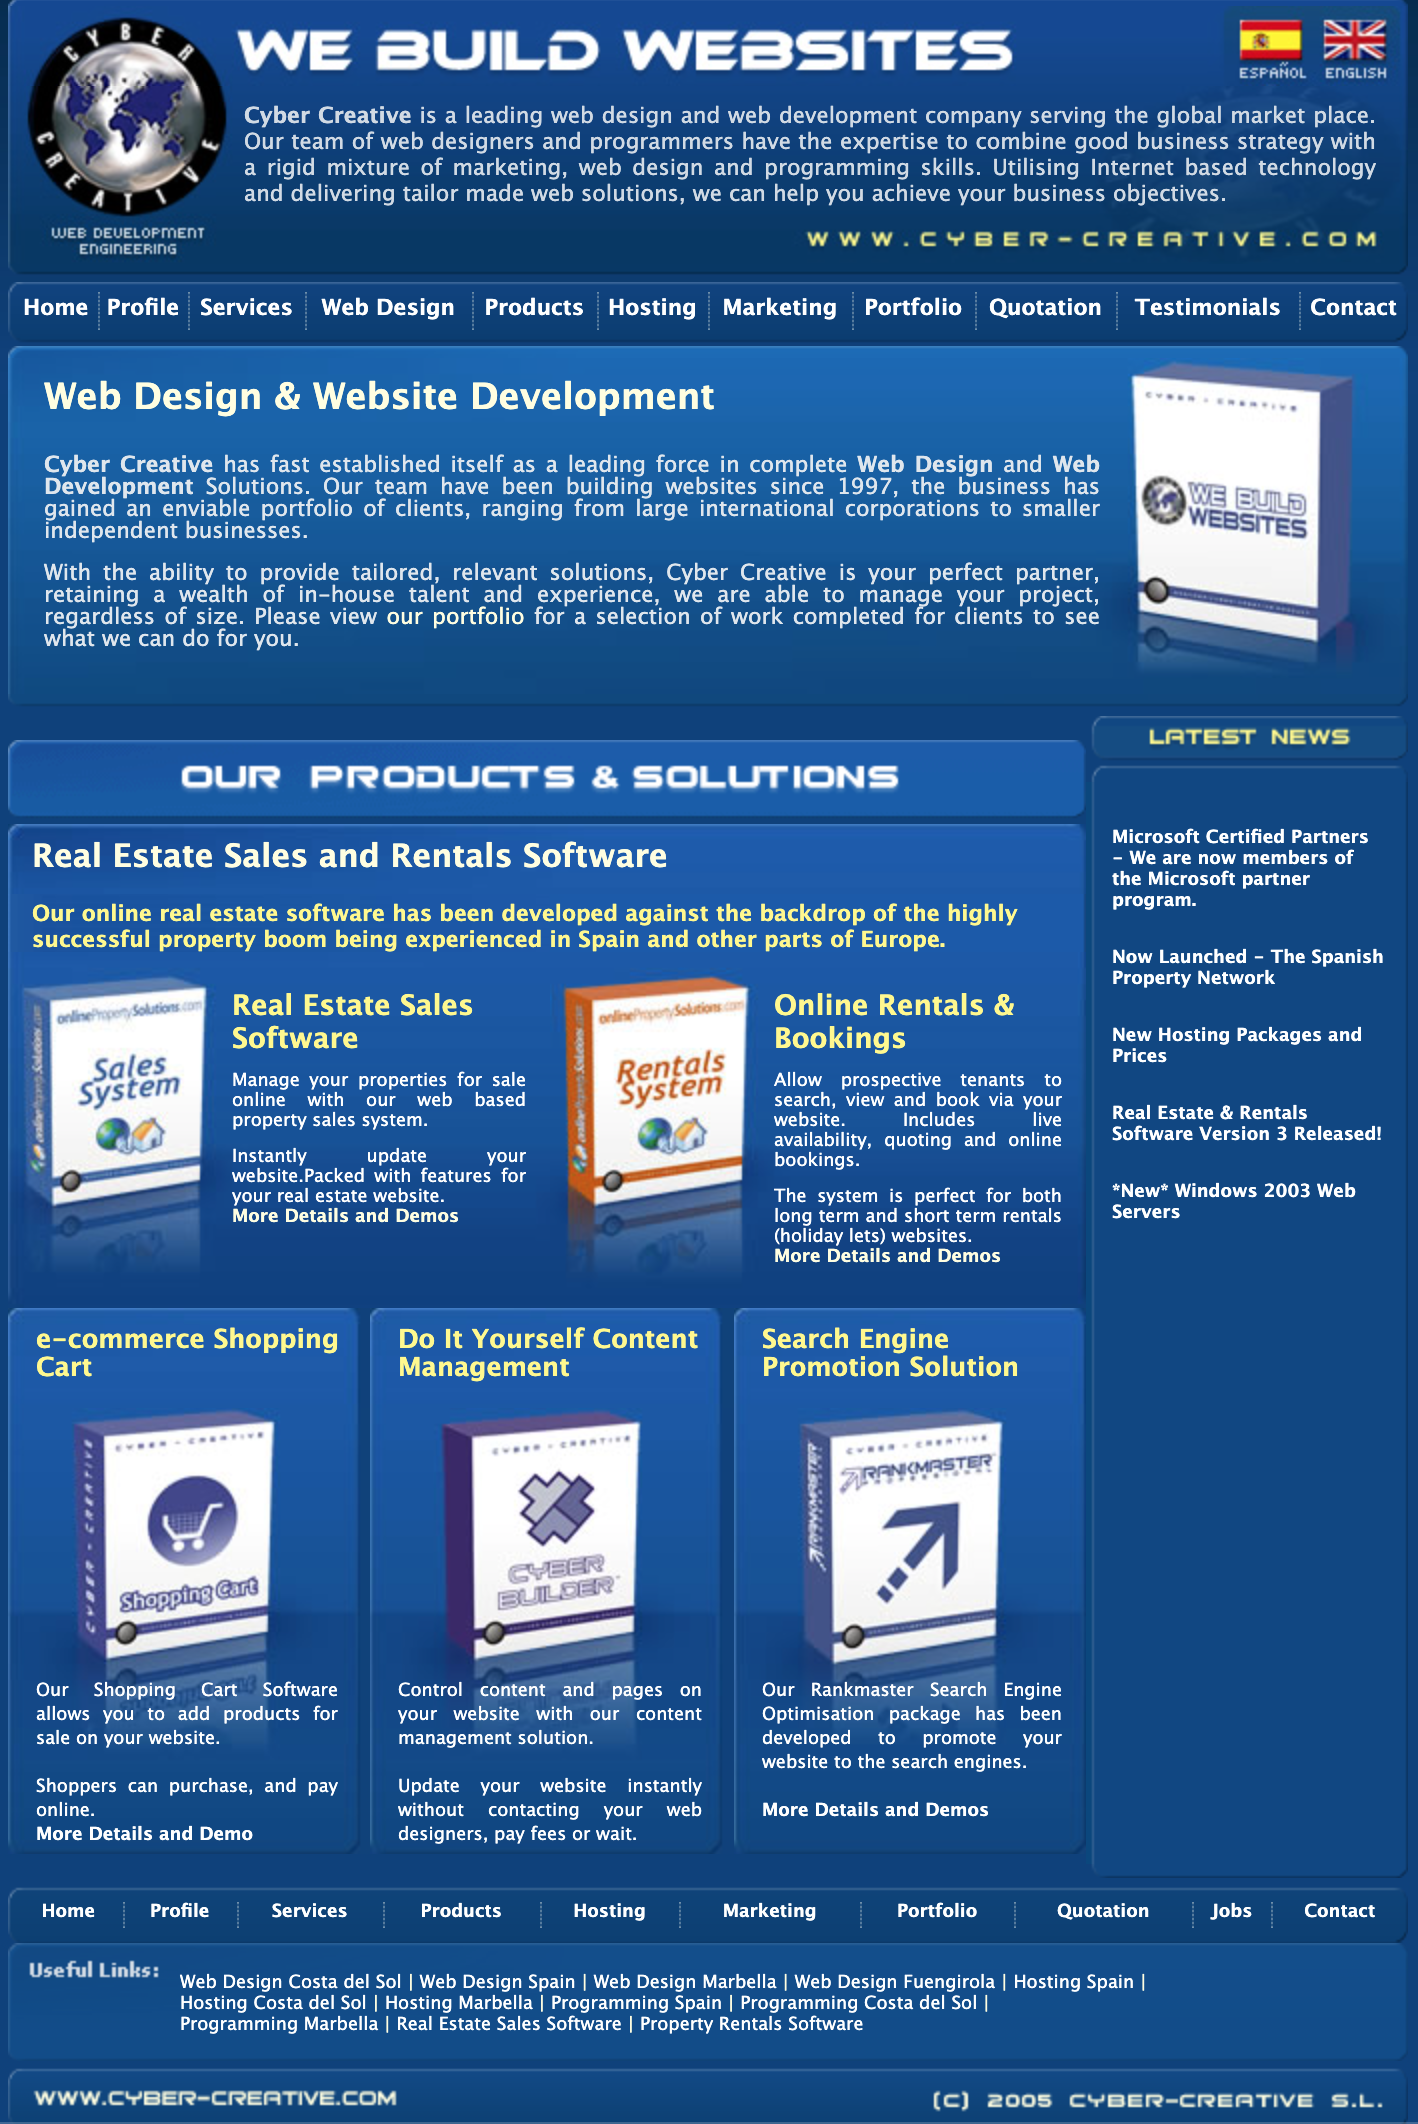 CYBER CREATIVE
WE BUILD WEBSITES
ESPAÑOL ENGLISH
Cyber Creative is a leading web design and web development company serving the global market place.
Our team of web designers and programmers have the expertise to combine good business strategy with
a rigid mixture of marketing, web design and programming skills. Utilising Internet based technology
and delivering tailor made web solutions, we can help you achieve your business objectives.
WEB DEVELOPMENT
ENGINEERING
WWW.CYBER-CREATIVE.COM
Home Profile Services Web Design Products Hosting Marketing Portfolio Quotation Testimonials Contact
Web Design & Website Development
Cyber Creative has fast established itself as a leading force in complete Web Design and Web
Development Solutions. Our team have been building websites since 1997, the business has
gained an enviable portfolio of clients, ranging from large international corporations to smaller
independent businesses.
With the ability to provide tailored, relevant solutions, Cyber Creative is your perfect partner,
retaining a wealth of in-house talent and experience, we are able to manage your project,
regardless of size. Please view our portfolio for a selection of work completed for clients to see
what we can do for you.
CYBER - CREATIVE
WE BUILD
WEBSITES
OUR PRODUCTS & SOLUTIONS
Real Estate Sales and Rentals Software
Our online real estate software has been developed against the backdrop of the highly
successful property boom being experienced in Spain and other parts of Europe.
onlinePropertySolutions.com
onlinePropertySolutions.com
Sales
System
Real Estate Sales
Software
Manage your properties for sale
online with our web based
property sales system.
Instantly update your
website.Packed with features for
your real estate website.
More Details and Demos
onlinePropertySolutions.com
onlinePropertySolutions.com
Rentals
System
Online Rentals &
Bookings
Allow prospective tenants to
search, view and book via your
website. Includes live
availability, quoting and online
bookings.
The system is perfect for both
long term and short term rentals
(holiday lets) websites.
More Details and Demos
LATEST NEWS
Microsoft Certified Partners
- We are now members of
the Microsoft partner
program.
Now Launched - The Spanish
Property Network
New Hosting Packages and
Prices
Real Estate & Rentals
Software Version 3 Released!
*New* Windows 2003 Web
Servers
e-commerce Shopping
Cart
CYBER - CREATIVE
CYBER - CREATIVE
Shopping Cart
Our Shopping Cart Software
allows you to add products for
sale on your website.
Shoppers can purchase, and pay
online.
More Details and Demo
Do It Yourself Content
Management
CYBER - CREATIVE
CYBER
BUILDER
Control content and pages on
your website with our content
management solution.
Update your website instantly
without contacting your web
designers, pay fees or wait.
Search Engine
Promotion Solution
CYBER - CREATIVE
RANKMASTER
PROFESSIONAL
RANKMASTER
Our Rankmaster Search Engine
Optimisation package has been
developed to promote your
website to the search engines.
More Details and Demos
Home Profile Services Products Hosting Marketing Portfolio Quotation Jobs Contact
Useful Links:
Web Design Costa del Sol | Web Design Spain | Web Design Marbella | Web Design Fuengirola | Hosting Spain |
Hosting Costa del Sol | Hosting Marbella | Programming Spain | Programming Costa del Sol |
Programming Marbella | Real Estate Sales Software | Property Rentals Software
WWW.CYBER-CREATIVE.COM
(C) 2005 CYBER-CREATIVE S.L.